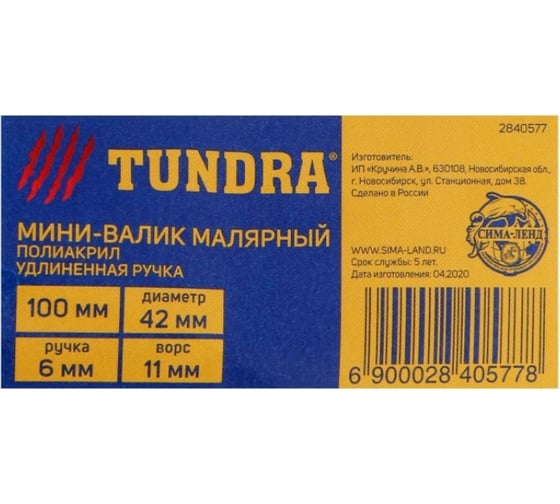 TUNDRA®
МИНИ-ВАЛИК МАЛЯРНЫЙ
ПОЛИАКРИЛ
УДЛИНЕННАЯ РУЧКА
100 мм
диаметр
42 мм
ручка
6 мм
ворс
11 мм
2840577
Изготовитель:
ИП «Кручина А.В.», 630108, Новосибирская обл.,
г. Новосибирск, ул. Станционная, дом 38.
Сделано в России
СИМА-ЛЕНД
WWW.SIMA-LAND.RU
Срок службы: 5 лет.
Дата изготовления: 04.2020
6 900028 405778